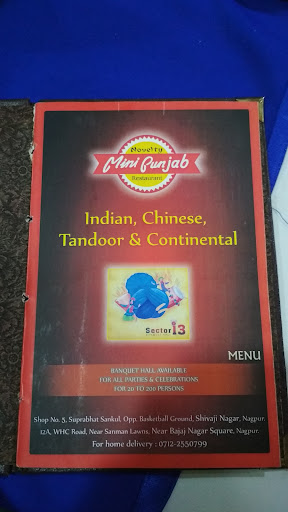 Novelty
Mini Punjab
Restaurant
Indian, Chinese,
Tandoor & Continental
Sector 13
MENU
BANQUET HALL AVAILABLE
FOR ALL PARTIES & CELEBRATIONS
FOR 20 TO 200 PERSONS
Shop No. 5, Suprabhat Sankul, Opp. Basketball Ground, Shivaji Nagar, Nagpur.
12A, WHC Road, Near Sanman Lawns, Near Bajaj Nagar Square, Nagpur.
For home delivery : 0712-2550799